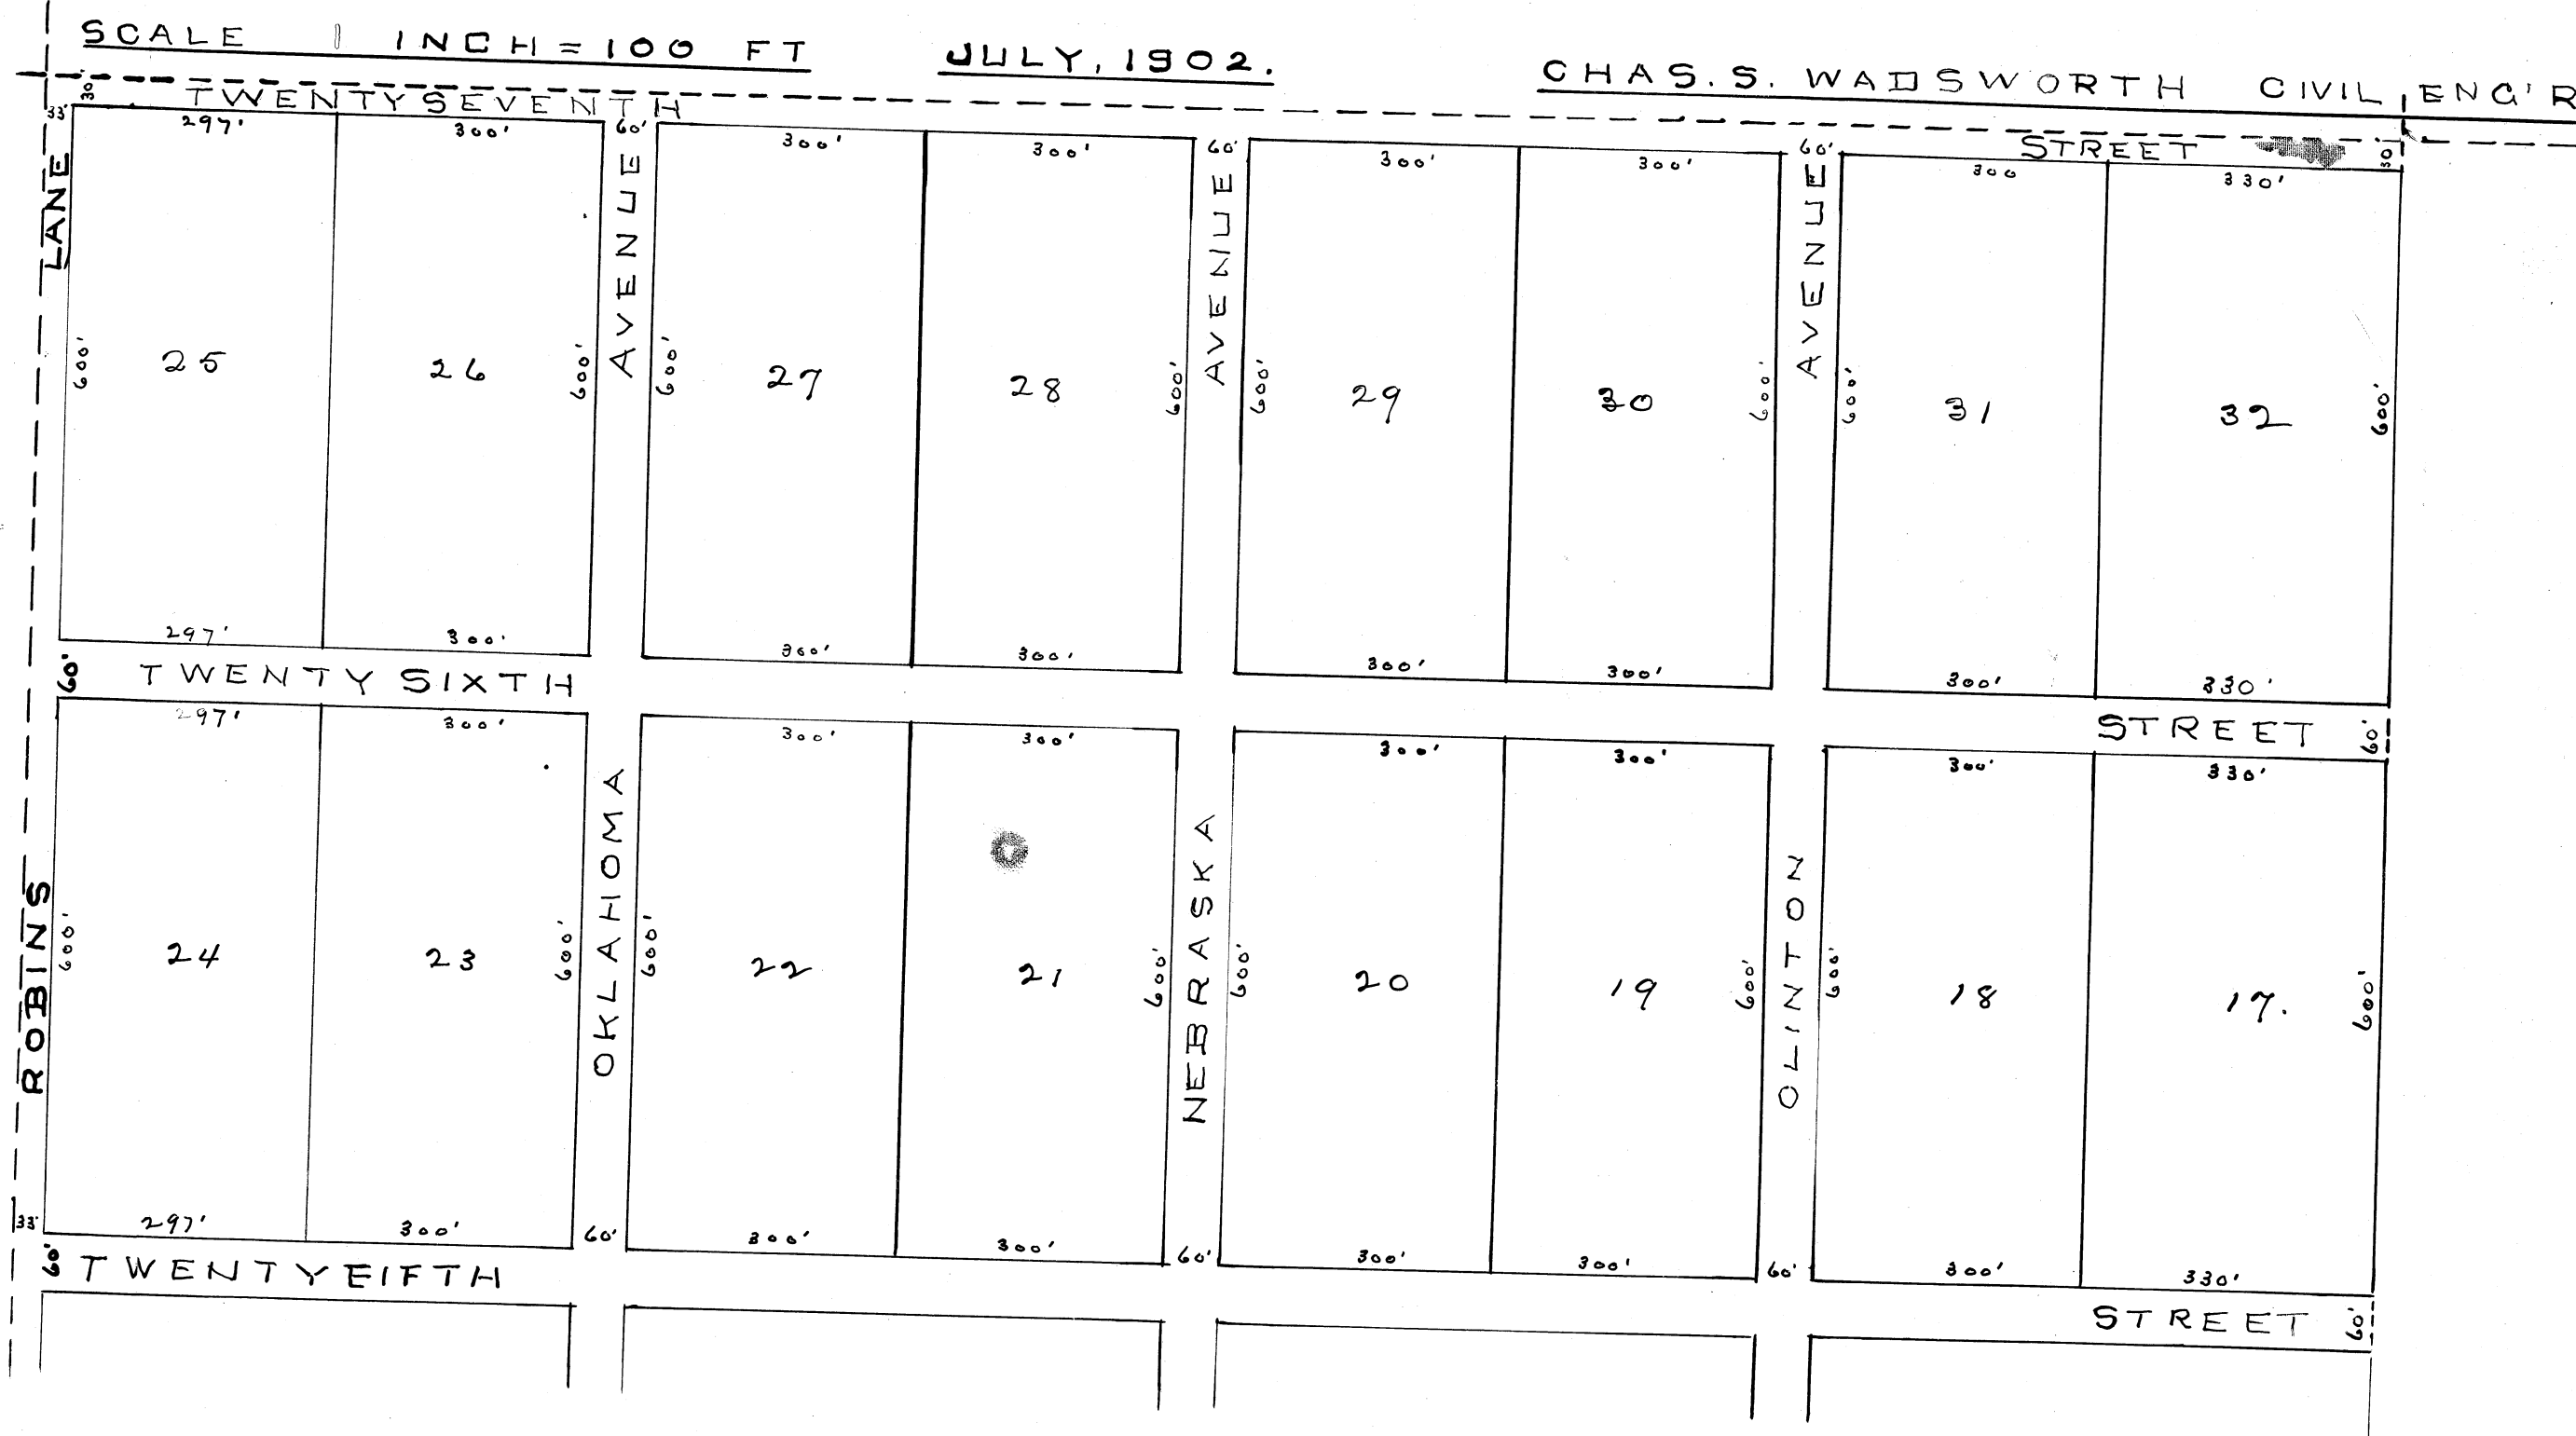 SCALE 1 INCH = 100 FT JULY, 1902. CHAS. S. WADSWORTH CIVIL ENG'R
33' 30' TWENTY SEVENTH STREET 30'
297' 300' 60' 300' 300' 60' 300' 300' 60' 300 330'
LANE AVENUE AVENUE AVENUE
600' 25 26 600' 600' 27 28 600' 600' 29 30 600' 600' 31 32 600'
297' 300' 300' 300' 300' 300' 300' 330'
60' TWENTY SIXTH STREET 60'
297' 300' 300' 300' 300' 300' 300' 330'
ROBINS OKLAHOMA NEBRASKA OLINTON
600' 24 23 600' 600' 22 21 600' 600' 20 19 600' 600' 18 17. 600'
33' 297' 300' 60' 300' 300' 60' 300' 300' 60' 300' 330'
60' TWENTY EIFTH STREET 60'